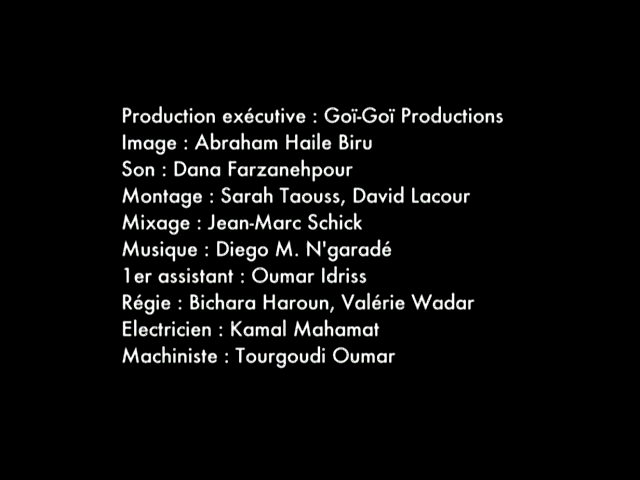 Production exécutive : Goï-Goï Productions
Image : Abraham Haile Biru
Son : Dana Farzanehpour
Montage : Sarah Taouss, David Lacour
Mixage : Jean-Marc Schick
Musique : Diego M. N'garadé
1er assistant : Oumar Idriss
Régie : Bichara Haroun, Valérie Wadar
Electricien : Kamal Mahamat
Machiniste : Tourgoudi Oumar